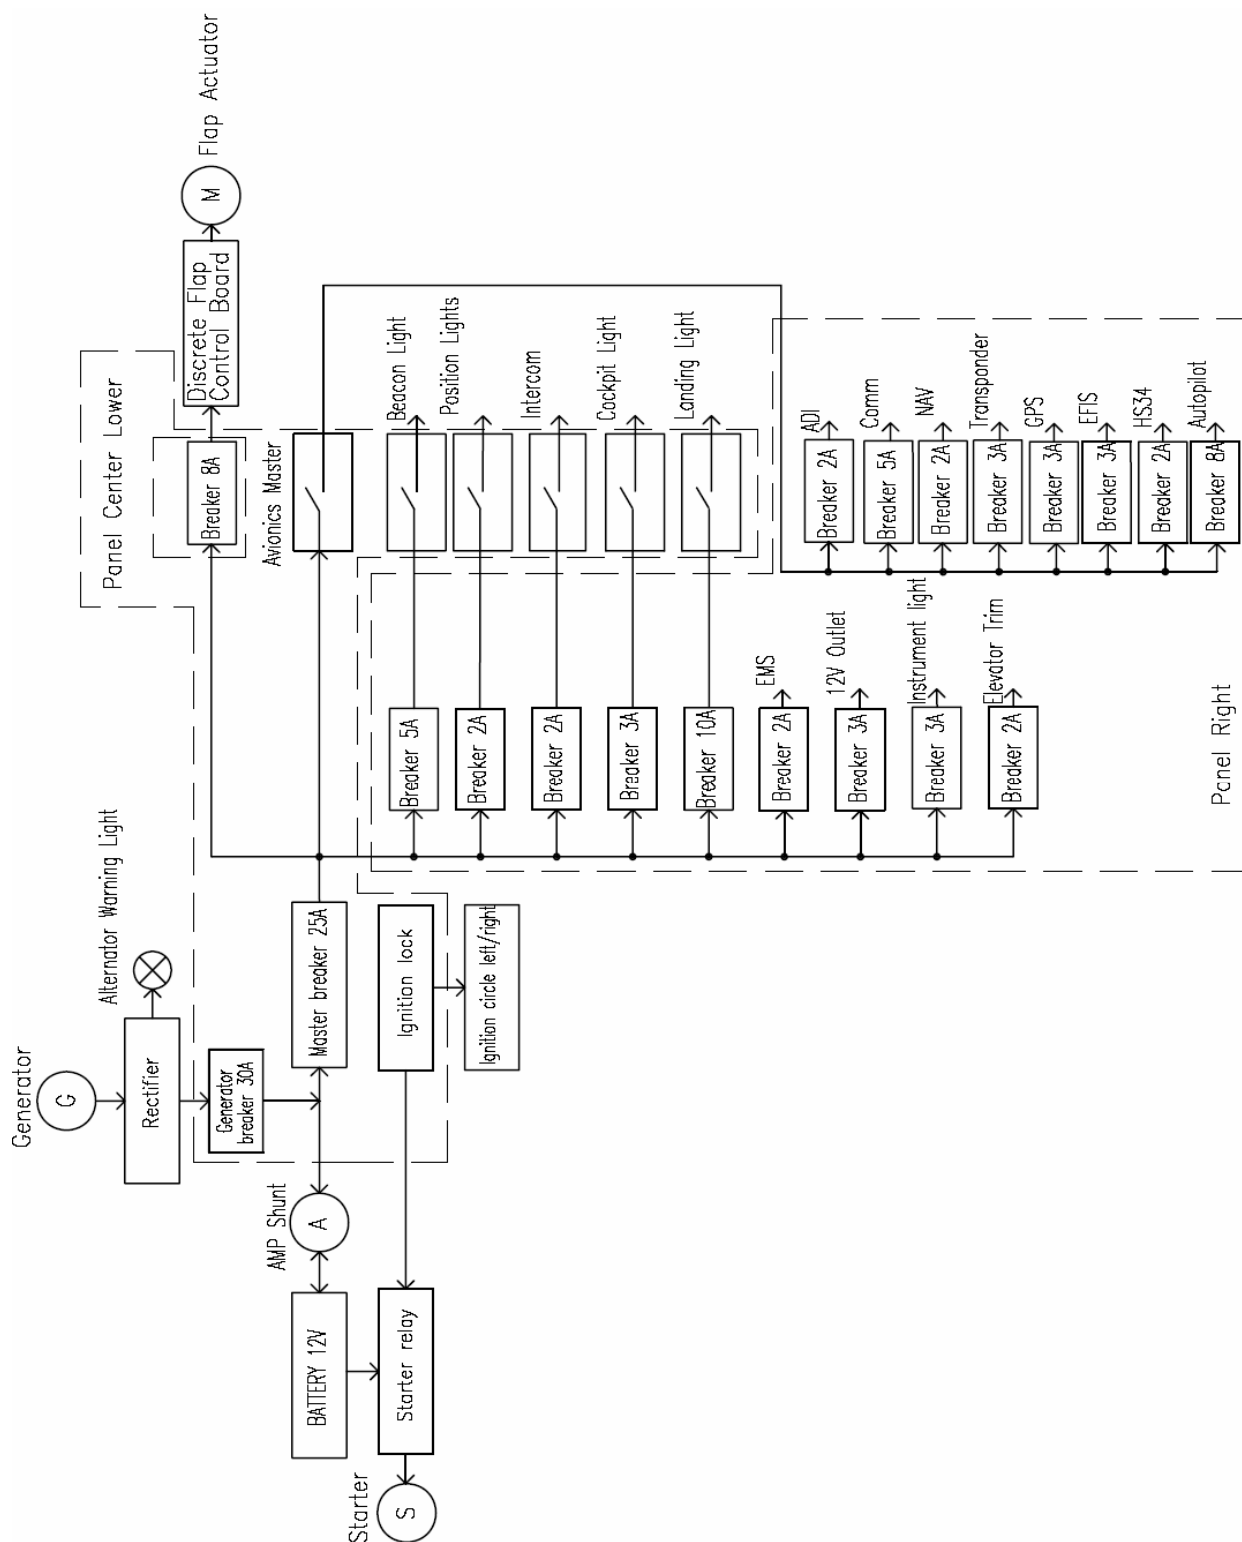 Generator
G
Rectifier
Alternator Warning Light
Generator
breaker 30A
Panel Center Lower
Breaker 8A
Discrete Flap
Control Board
M
Flap Actuator
Starter
S
BATTERY 12V
Starter relay
AMP Shunt
A
Master breaker 25A
Ignition lock
Ignition circle left/right
Avionics Master
Breaker 5A
Beacon Light
Breaker 2A
Position Lights
Breaker 2A
Intercom
Breaker 3A
Cockpit Light
Breaker 10A
Landing Light
Breaker 2A
EMS
Breaker 3A
12V Outlet
Breaker 3A
Instrument light
Breaker 2A
Elevator Trim
Breaker 2A
ADI
Breaker 5A
Comm
Breaker 2A
NAV
Breaker 3A
Transponder
Breaker 3A
GPS
Breaker 3A
EFIS
Breaker 2A
HS34
Breaker 8A
Autopilot
Panel Right